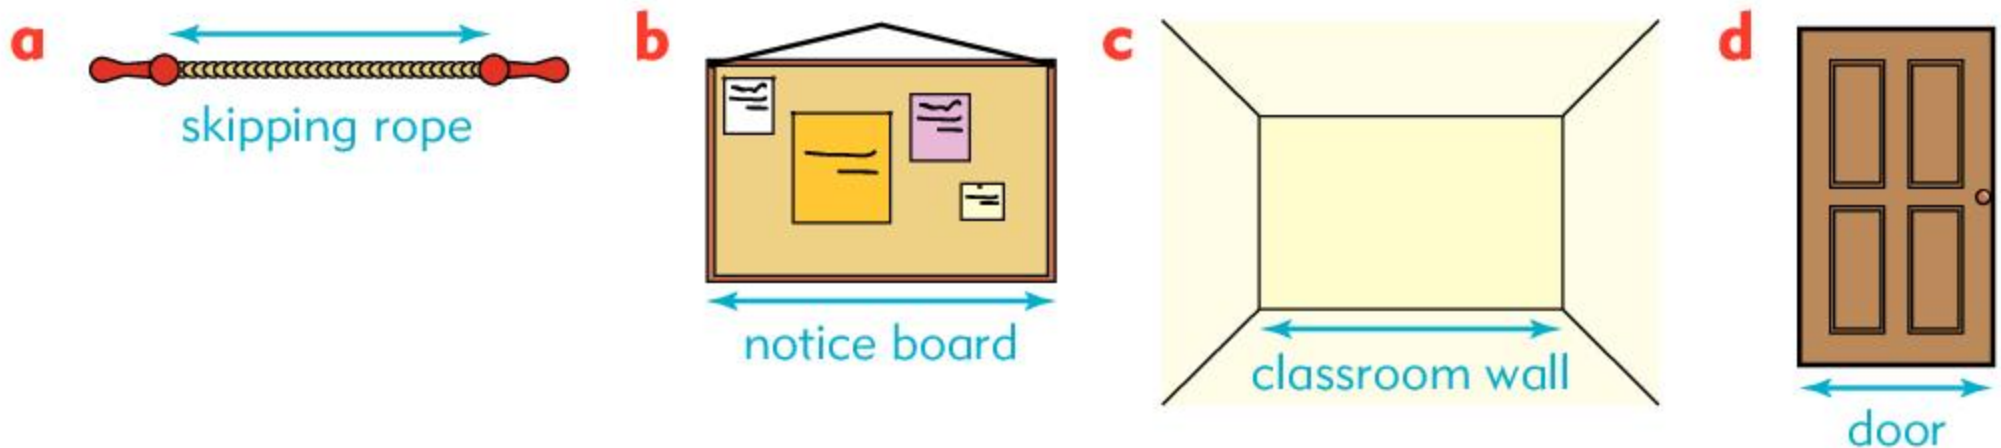 a
skipping rope
b
notice board
c
classroom wall
d
door